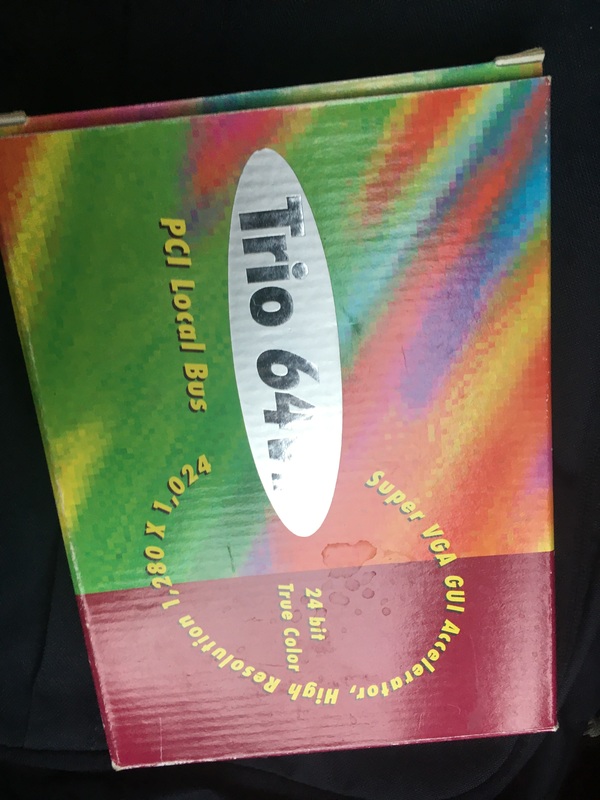 Trio 64
PCI Local Bus
Super VGA GUI Accelerator, High Resolution 1,280 X 1,024
24 bit
True Color